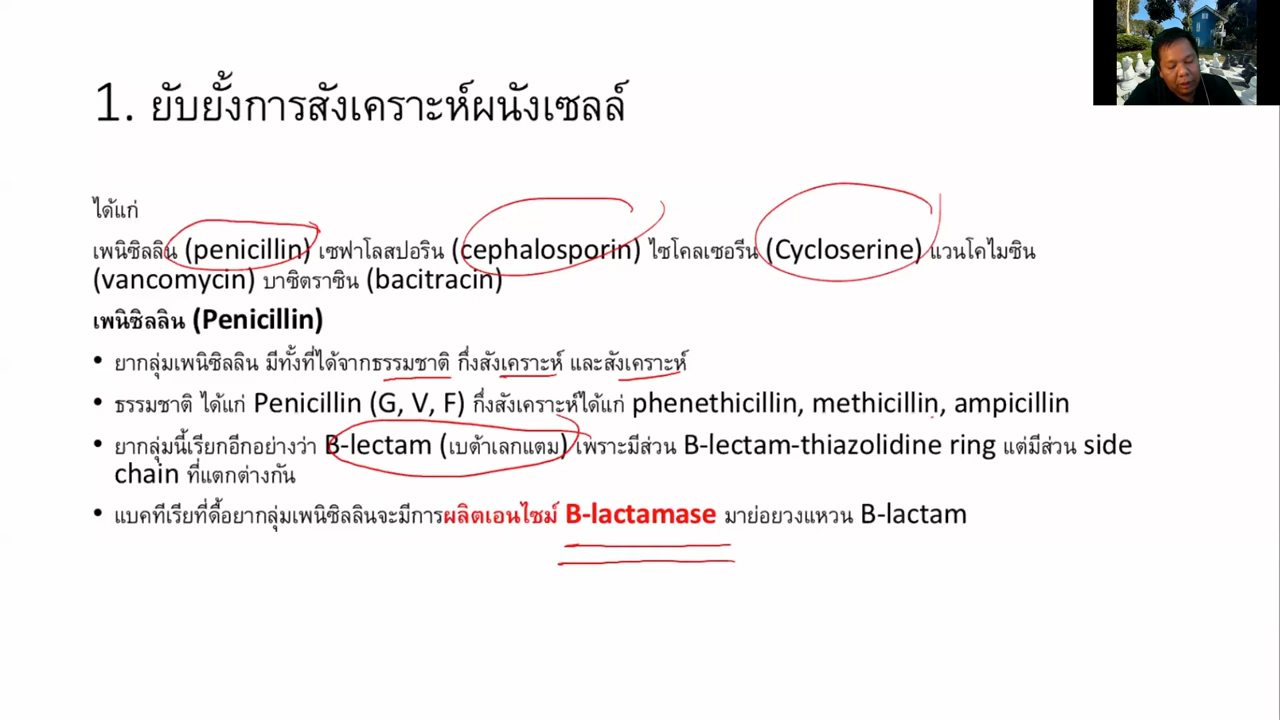 1. ยับยั้งการสังเคราะห์ผนังเซลล์
ได้แก่
เพนิซิลลิน (penicillin) เซฟาโลสปอริน (cephalosporin) ไซโคลเซอรีน (Cycloserine) แวนโคไมซิน
(vancomycin) บาซิตราซิน (bacitracin)
เพนิซิลลิน (Penicillin)
• ยากลุ่มเพนิซิลลิน มีทั้งที่ได้จากธรรมชาติ กึ่งสังเคราะห์ และสังเคราะห์
• ธรรมชาติ ได้แก่ Penicillin (G, V, F) กึ่งสังเคราะห์ได้แก่ phenethicillin, methicillin, ampicillin
• ยากลุ่มนี้เรียกอีกอย่างว่า B-lectam (เบต้าเลกแตม) เพราะมีส่วน B-lectam-thiazolidine ring แต่มีส่วน side
chain ที่แตกต่างกัน
• แบคทีเรียที่ดื้อยากลุ่มเพนิซิลลินจะมีการผลิตเอนไซม์ B-lactamase มาย่อยวงแหวน B-lactam